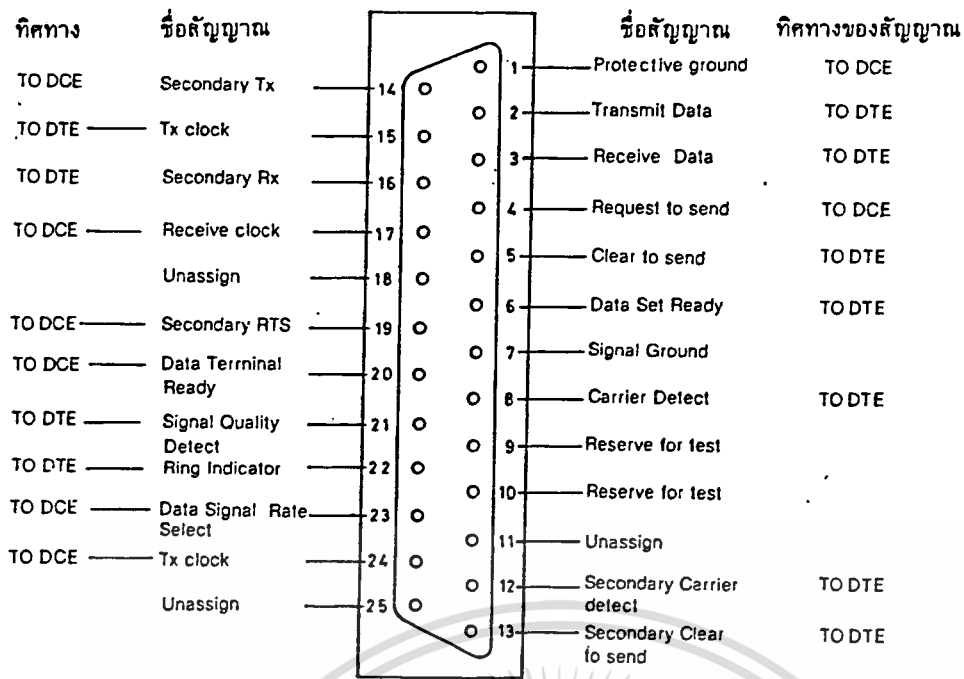 ทิศทาง ชื่อสัญญาณ ชื่อสัญญาณ ทิศทางของสัญญาณ
1 Protective ground TO DCE
TO DCE Secondary Tx 14
2 Transmit Data TO DTE
TO DTE Tx clock 15
3 Receive Data TO DTE
TO DTE Secondary Rx 16
4 Request to send TO DCE
TO DCE Receive clock 17
5 Clear to send TO DTE
Unassign 18
6 Data Set Ready TO DTE
TO DCE Secondary RTS 19
7 Signal Ground
TO DCE Data Terrninal 20
Ready
8 Carrier Detect TO DTE
TO DTE Signal Quality 21
Detect
9 Reserve for test
TO DTE Ring Indicator 22
10 Reserve for test
TO DCE Data Signal Rate 23
Select
11 Unassign
TO DCE Tx clock 24
12 Secondary Carrier TO DTE
detect
Unassign 25
13 Secondary Clear TO DTE
to send